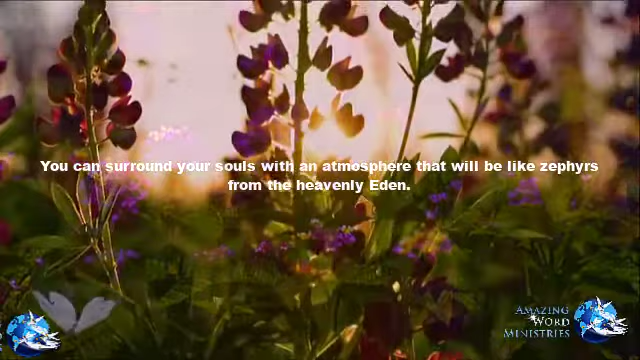 You can surround your souls with an atmosphere that will be like zephyrs
from the heavenly Eden.
AMAZING
WORD
MINISTRIES